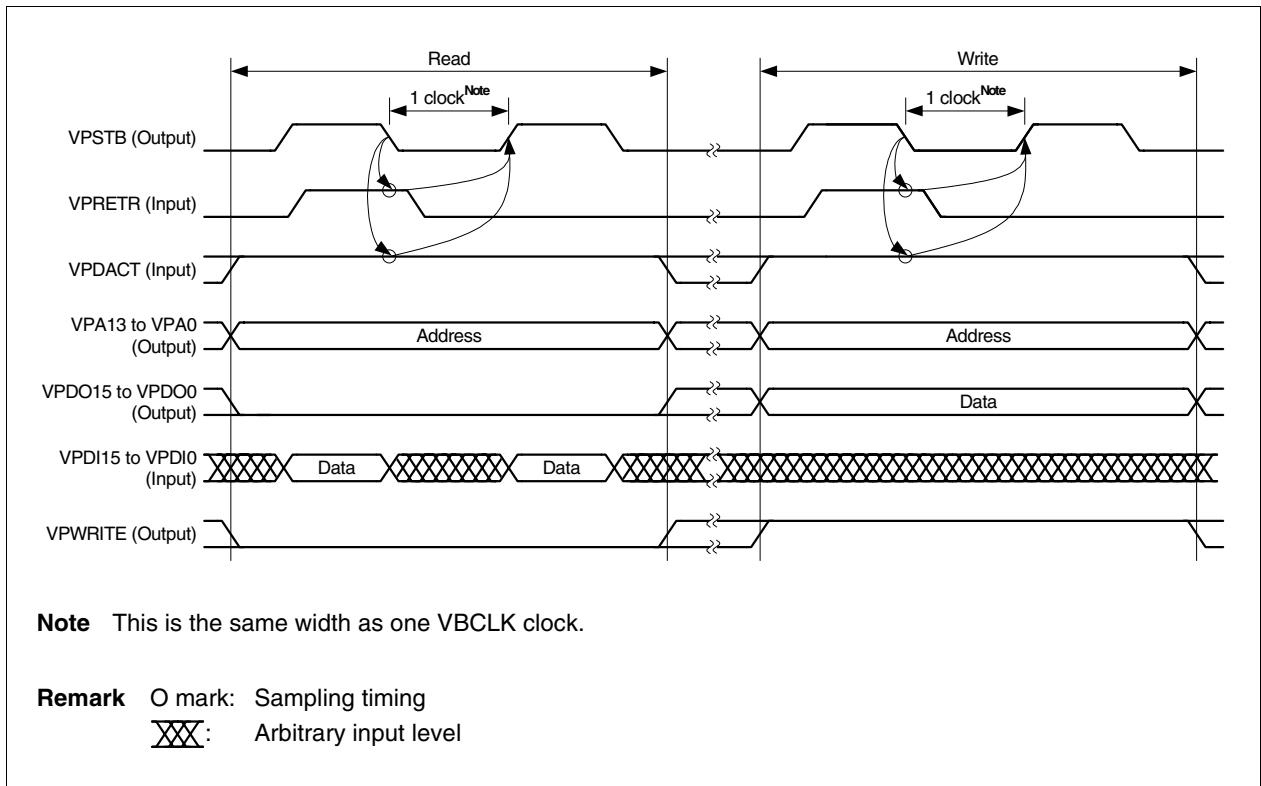 Read
Write
1 clockNote
1 clockNote
VPSTB (Output)
VPRETR (Input)
VPDACT (Input)
VPA13 to VPA0
(Output)
Address
Address
VPDO15 to VPDO0
(Output)
Data
VPDI15 to VPDI0
(Input)
Data
Data
VPWRITE (Output)
Note This is the same width as one VBCLK clock.
Remark O mark: Sampling timing
: Arbitrary input level